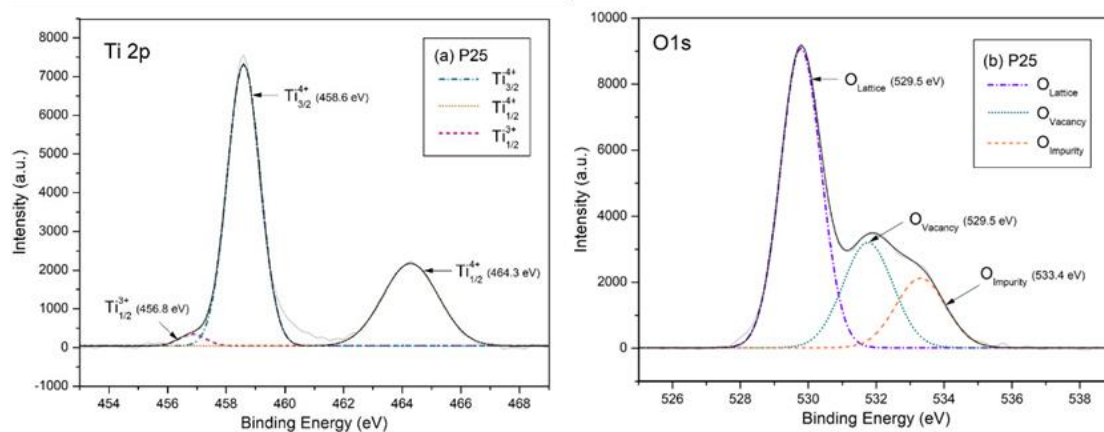 Ti 2p
(a) P25
Ti4+3/2
Ti4+1/2
Ti3+1/2
Ti4+3/2 (458.6 eV)
Ti4+1/2 (464.3 eV)
Ti3+1/2 (456.8 eV)
8000
7000
6000
5000
4000
3000
2000
1000
0
-1000
Intensity (a.u.)
454 456 458 460 462 464 466 468
Binding Energy (eV)
O1s
(b) P25
OLattice
OVacancy
OImpurity
OLattice (529.5 eV)
OVacancy (529.5 eV)
OImpurity (533.4 eV)
10000
8000
6000
4000
2000
0
Intensity (a.u.)
526 528 530 532 534 536 538
Binding Energy (eV)